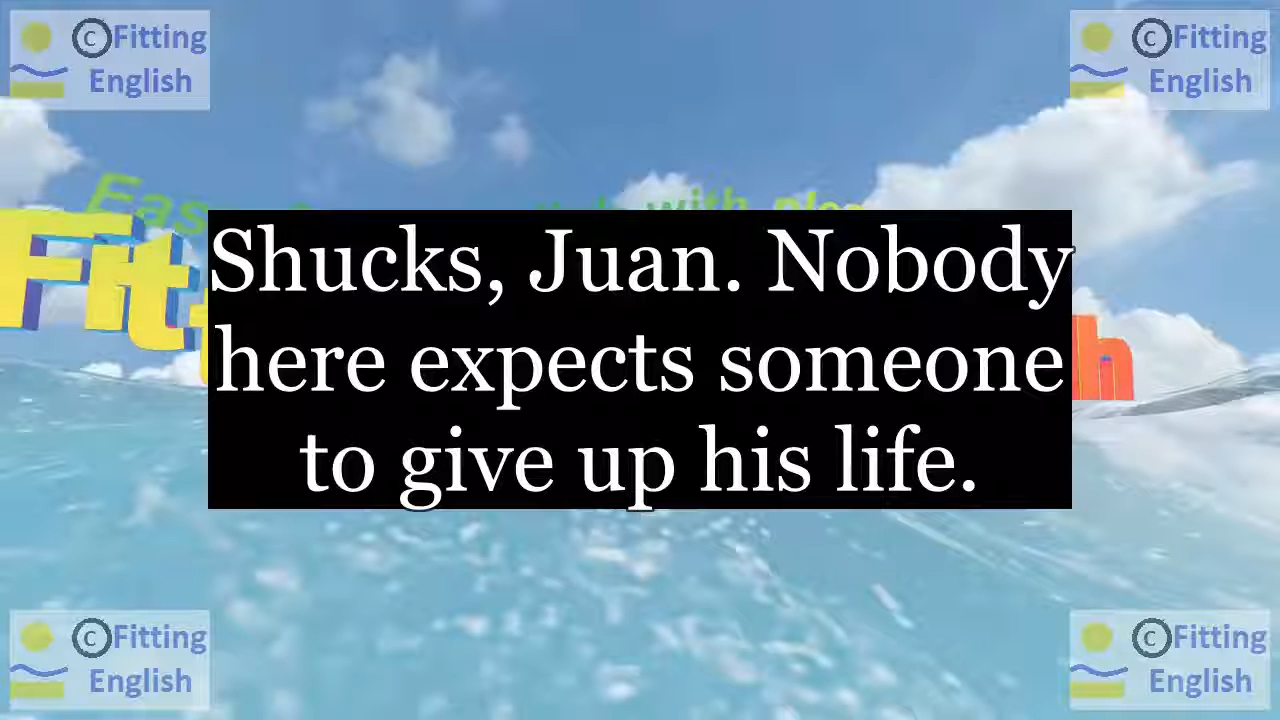 ©Fitting
English
©Fitting
English
Shucks, Juan. Nobody
here expects someone
to give up his life.
©Fitting
English
©Fitting
English